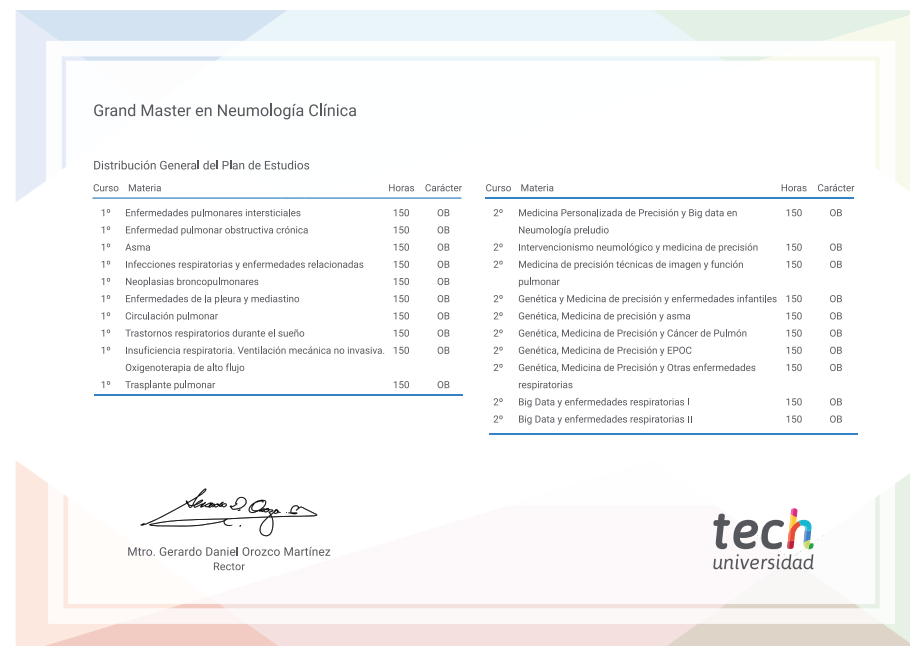 Grand Master en Neumología Clínica
Distribución General del Plan de Estudios
Curso Materia Horas Carácter
1º Enfermedades pulmonares intersticiales 150 OB
1º Enfermedad pulmonar obstructiva crónica 150 OB
1º Asma 150 OB
1º Infecciones respiratorias y enfermedades relacionadas 150 OB
1º Neoplasias broncopulmonares 150 OB
1º Enfermedades de la pleura y mediastino 150 OB
1º Circulación pulmonar 150 OB
1º Trastornos respiratorios durante el sueño 150 OB
1º Insuficiencia respiratoria. Ventilación mecánica no invasiva. 150 OB
Oxigenoterapia de alto flujo
1º Trasplante pulmonar 150 OB
Curso Materia Horas Carácter
2º Medicina Personalizada de Precisión y Big data en 150 OB
Neumología preludio
2º Intervencionismo neumológico y medicina de precisión 150 OB
2º Medicina de precisión técnicas de imagen y función 150 OB
pulmonar
2º Genética y Medicina de precisión y enfermedades infantiles 150 OB
2º Genética, Medicina de precisión y asma 150 OB
2º Genética, Medicina de Precisión y Cáncer de Pulmón 150 OB
2º Genética, Medicina de Precisión y EPOC 150 OB
2º Genética, Medicina de Precisión y Otras enfermedades 150 OB
respiratorias
2º Big Data y enfermedades respiratorias I 150 OB
2º Big Data y enfermedades respiratorias II 150 OB
Mtro. Gerardo Daniel Orozco Martínez
Rector
tech
universidad